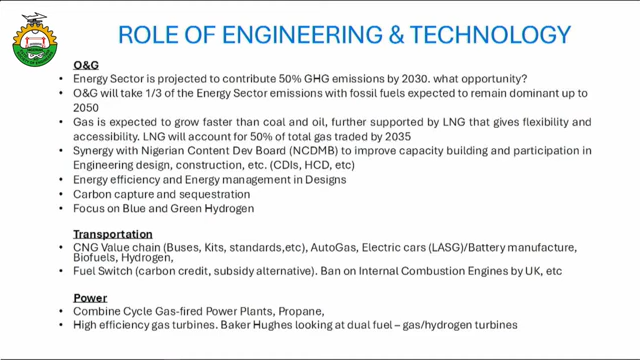 ROLE OF ENGINEERING & TECHNOLOGY
O&G
• Energy Sector is projected to contribute 50% GHG emissions by 2030. what opportunity?
• O&G will take 1/3 of the Energy Sector emissions with fossil fuels expected to remain dominant up to
2050
• Gas is expected to grow faster than coal and oil, further supported by LNG that gives flexibility and
accessibility. LNG will account for 50% of total gas traded by 2035
• Synergy with Nigerian Content Dev Board (NCDMB) to improve capacity building and participation in
Engineering design, construction, etc. (CDIs, HCD, etc)
• Energy efficiency and Energy management in Designs
• Carbon capture and sequestration
• Focus on Blue and Green Hydrogen
Transportation
• CNG Value chain (Buses, Kits, standards,etc), AutoGas, Electric cars (LASG)/Battery manufacture,
Biofuels, Hydrogen,
• Fuel Switch (carbon credit, subsidy alternative). Ban on Internal Combustion Engines by UK, etc
Power
• Combine Cycle Gas-fired Power Plants, Propane,
• High efficiency gas turbines. Baker Hughes looking at dual fuel – gas/hydrogen turbines